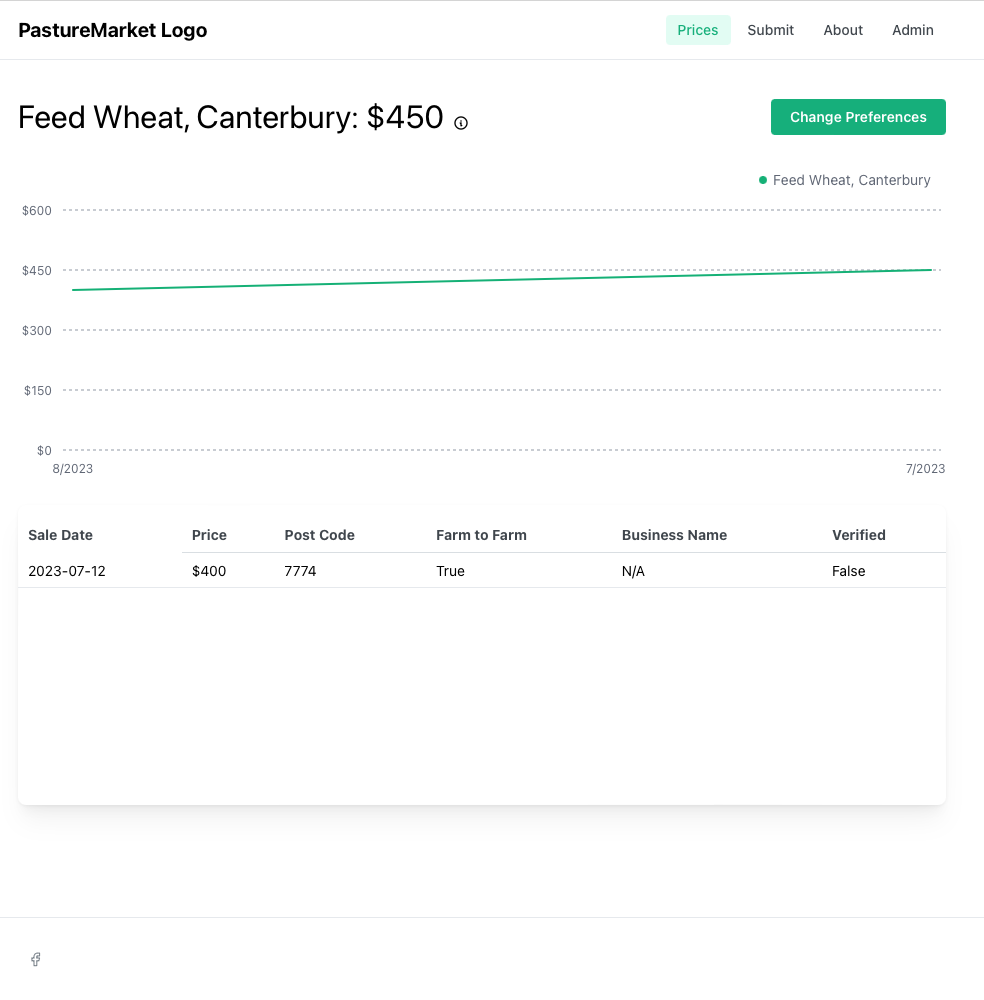 PastureMarket Logo Prices Submit About Admin
Feed Wheat, Canterbury: $450 Change Preferences
Feed Wheat, Canterbury
$600
$450
$300
$150
$0
8/2023 7/2023
Sale Date Price Post Code Farm to Farm Business Name Verified
2023-07-12 $400 7774 True N/A False